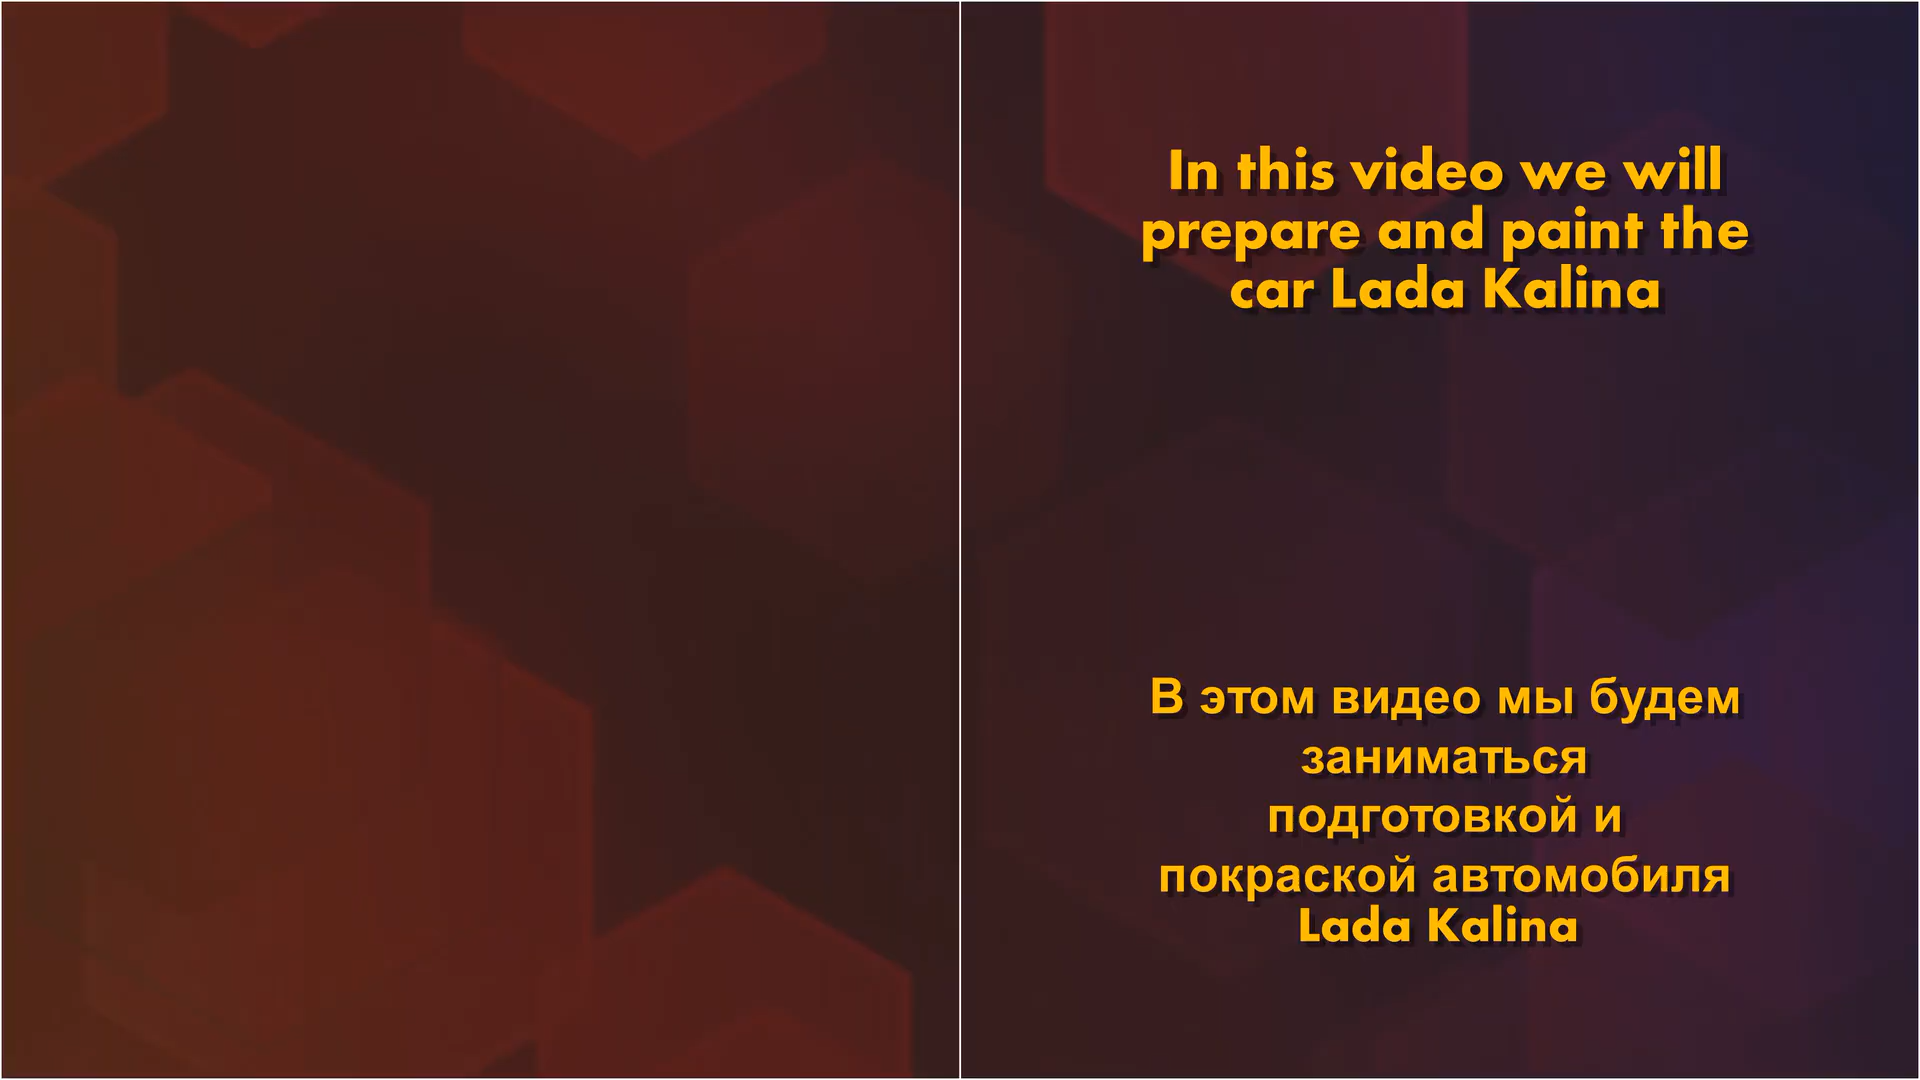 In this video we will
prepare and paint the
car Lada Kalina
В этом видео мы будем
заниматься
подготовкой и
покраской автомобиля
Lada Kalina